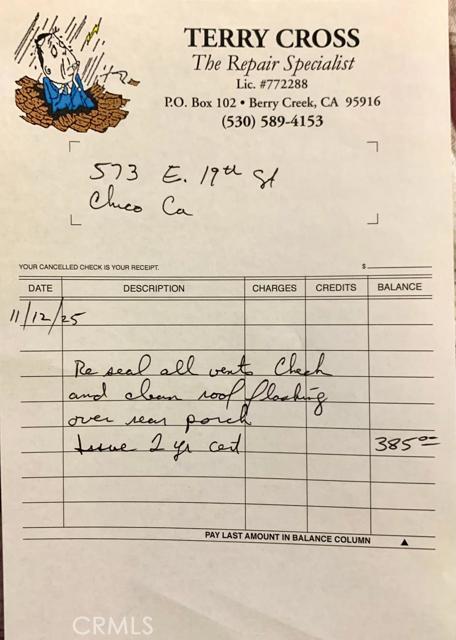 TERRY CROSS
The Repair Specialist
Lic. #772288
P.O. Box 102 • Berry Creek, CA 95916
(530) 589-4153
573 E. 19th St
Chico Ca
YOUR CANCELLED CHECK IS YOUR RECEIPT. $
DATE DESCRIPTION CHARGES CREDITS BALANCE
11/12/25
Re seal all vents Check
and clean roof flashing
over rear porch
Issue 2 yr cert 385.00
PAY LAST AMOUNT IN BALANCE COLUMN ▲
CRMLS